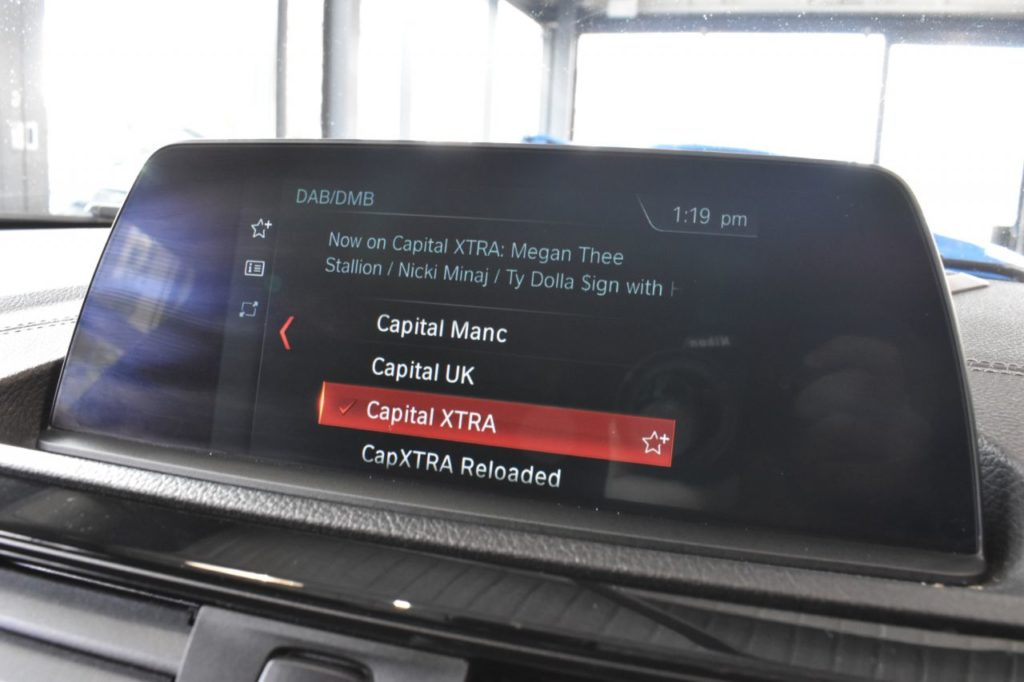 DAB/DMB
1:19 pm
Now on Capital XTRA: Megan Thee
Stallion / Nicki Minaj / Ty Dolla $ign with H
Capital Manc
Capital UK
Capital XTRA
CapXTRA Reloaded
Nikon